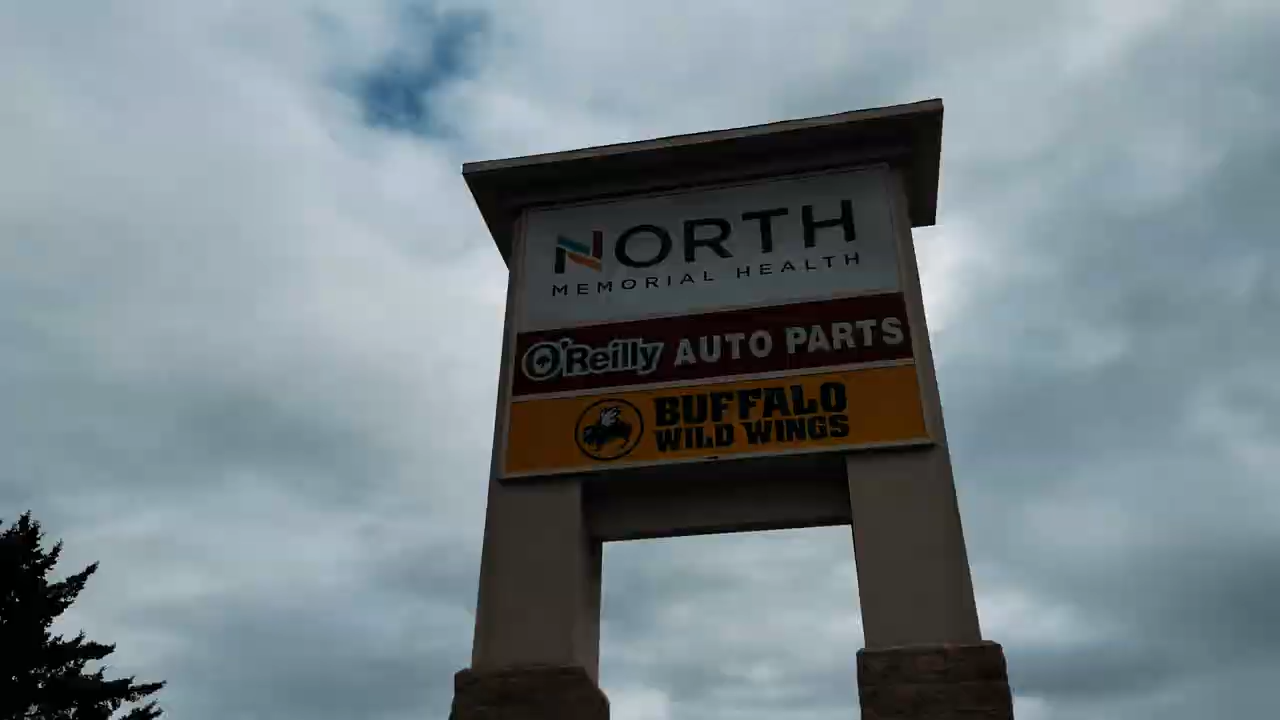 NORTH
MEMORIAL HEALTH
O'Reilly AUTO PARTS
BUFFALO
WILD WINGS